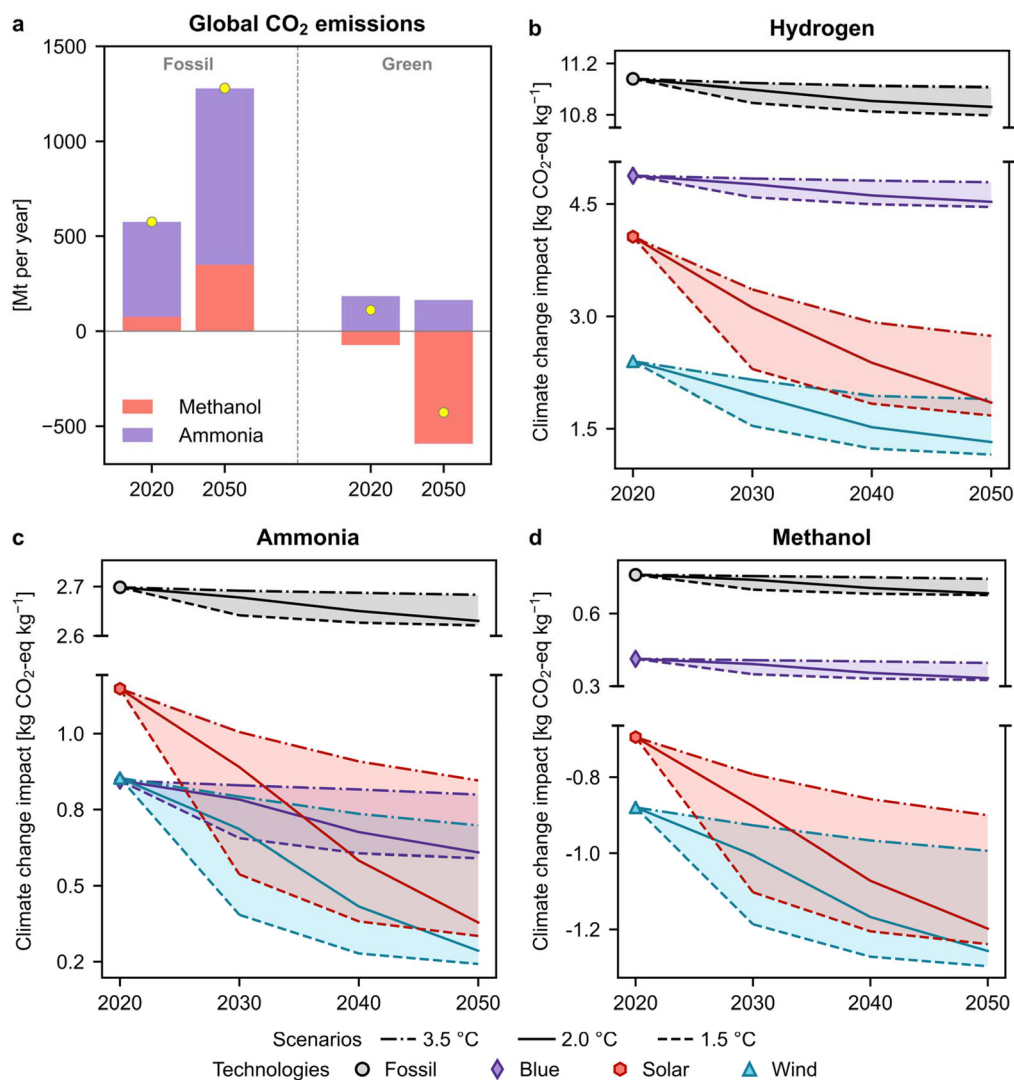 a Global CO₂ emissions
[Mt per year]
1500
1000
500
0
−500
Fossil Green
Methanol
Ammonia
2020 2050 2020 2050
b Hydrogen
Climate change impact [kg CO₂-eq kg⁻¹]
11.2
10.8
4.5
3.0
1.5
2020 2030 2040 2050
c Ammonia
Climate change impact [kg CO₂-eq kg⁻¹]
2.7
2.6
1.0
0.8
0.5
0.2
2020 2030 2040 2050
d Methanol
Climate change impact [kg CO₂-eq kg⁻¹]
0.6
0.3
-0.8
-1.0
-1.2
2020 2030 2040 2050
Scenarios 3.5 °C 2.0 °C 1.5 °C
Technologies Fossil Blue Solar Wind